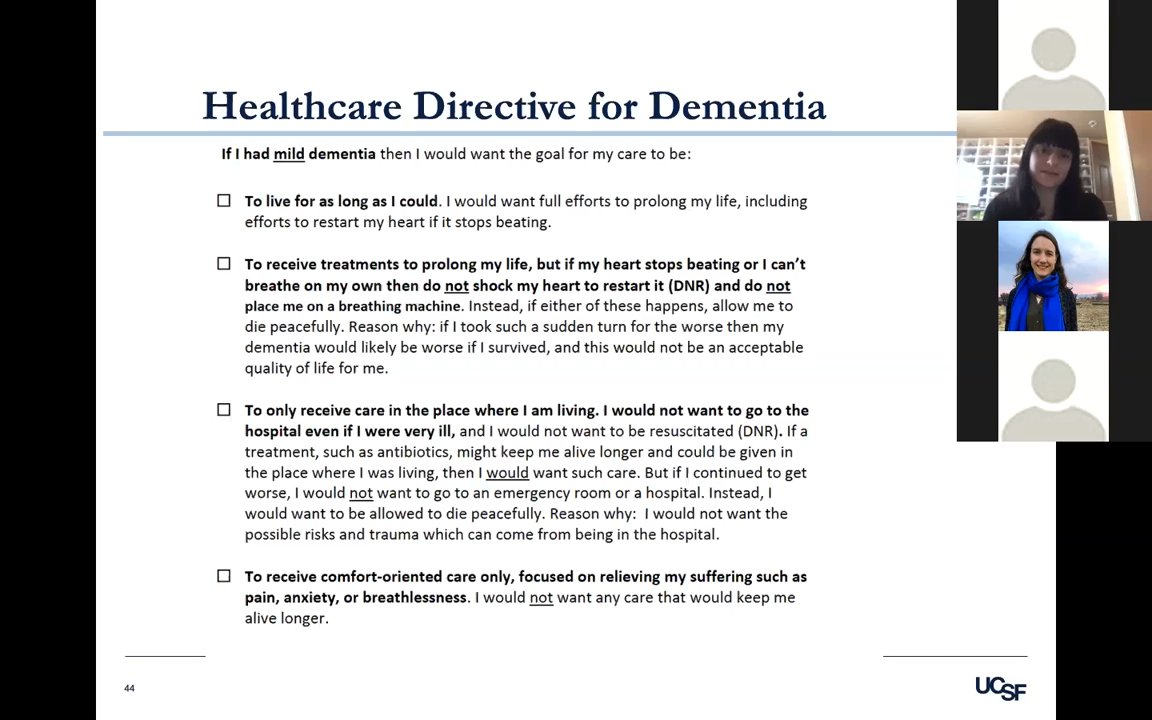 Healthcare Directive for Dementia
If I had mild dementia then I would want the goal for my care to be:
☐ To live for as long as I could. I would want full efforts to prolong my life, including
efforts to restart my heart if it stops beating.
☐ To receive treatments to prolong my life, but if my heart stops beating or I can't
breathe on my own then do not shock my heart to restart it (DNR) and do not
place me on a breathing machine. Instead, if either of these happens, allow me to
die peacefully. Reason why: if I took such a sudden turn for the worse then my
dementia would likely be worse if I survived, and this would not be an acceptable
quality of life for me.
☐ To only receive care in the place where I am living. I would not want to go to the
hospital even if I were very ill, and I would not want to be resuscitated (DNR). If a
treatment, such as antibiotics, might keep me alive longer and could be given in
the place where I was living, then I would want such care. But if I continued to get
worse, I would not want to go to an emergency room or a hospital. Instead, I
would want to be allowed to die peacefully. Reason why: I would not want the
possible risks and trauma which can come from being in the hospital.
☐ To receive comfort-oriented care only, focused on relieving my suffering such as
pain, anxiety, or breathlessness. I would not want any care that would keep me
alive longer.
44
UCSF